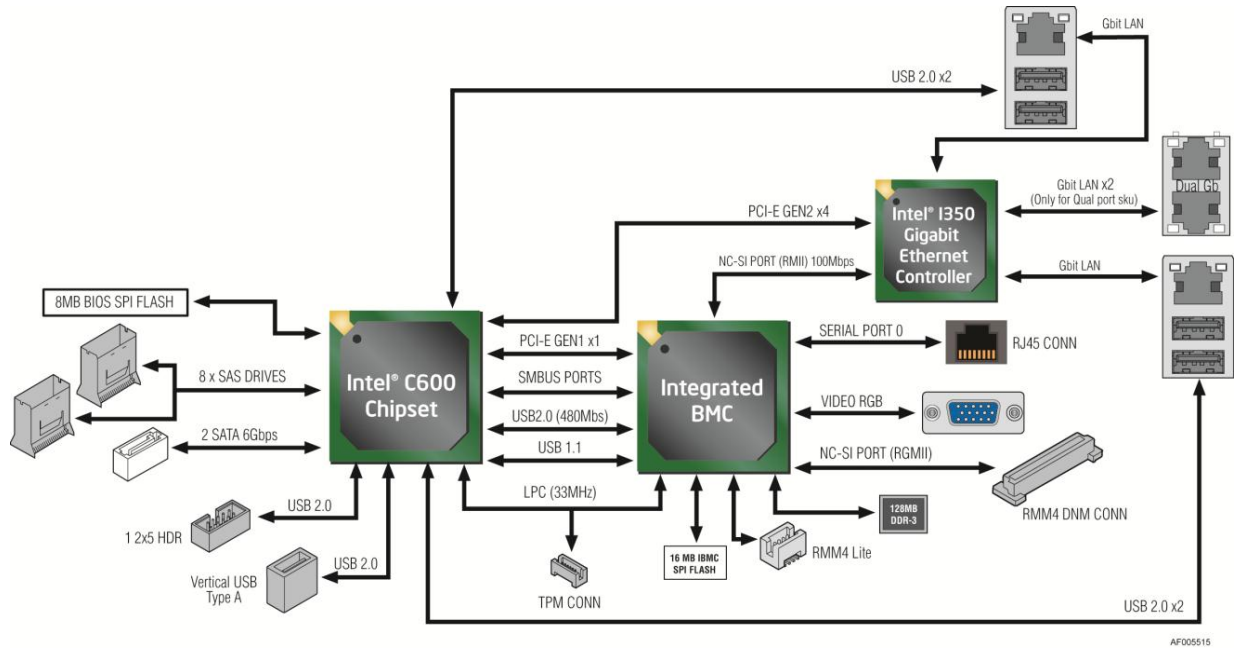 Gbit LAN
USB 2.0 x2
Intel® I350
Gigabit
Ethernet
Controller
Gbit LAN x2
(Only for Qual port sku)
Dual Gb
PCI-E GEN2 x4
NC-SI PORT (RMII) 100Mbps
Gbit LAN
8MB BIOS SPI FLASH
Intel® C600
Chipset
PCI-E GEN1 x1
SMBUS PORTS
USB2.0 (480Mbs)
USB 1.1
Integrated
BMC
SERIAL PORT 0
RJ45 CONN
8 x SAS DRIVES
VIDEO RGB
2 SATA 6Gbps
NC-SI PORT (RGMII)
RMM4 DNM CONN
LPC (33MHz)
USB 2.0
1 2x5 HDR
128MB
DDR-3
RMM4 Lite
16 MB IBMC
SPI FLASH
USB 2.0
Vertical USB
Type A
TPM CONN
USB 2.0 x2
AF005515